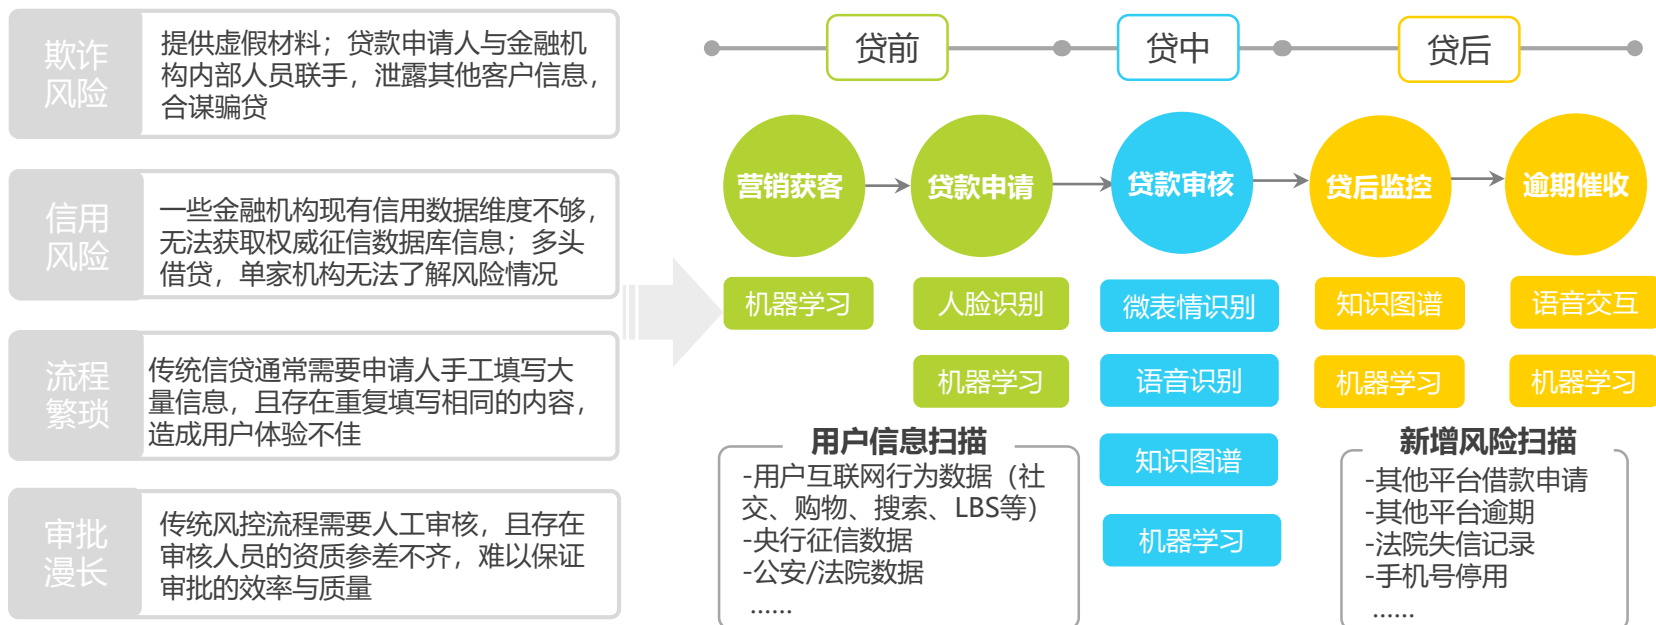 欺诈
风险
提供虚假材料；贷款申请人与金融机
构内部人员联手，泄露其他客户信息，
合谋骗贷
信用
风险
一些金融机构现有信用数据维度不够，
无法获取权威征信数据库信息；多头
借贷，单家机构无法了解风险情况
流程
繁琐
传统信贷通常需要申请人手工填写大
量信息，且存在重复填写相同的内容，
造成用户体验不佳
审批
漫长
传统风控流程需要人工审核，且存在
审核人员的资质参差不齐，难以保证
审批的效率与质量
贷前
贷中
贷后
营销获客
贷款申请
贷款审核
贷后监控
逾期催收
机器学习
人脸识别
微表情识别
知识图谱
语音交互
机器学习
语音识别
机器学习
机器学习
知识图谱
机器学习
用户信息扫描
-用户互联网行为数据（社
交、购物、搜索、LBS等）
-央行征信数据
-公安/法院数据
......
新增风险扫描
-其他平台借款申请
-其他平台逾期
-法院失信记录
-手机号停用
......